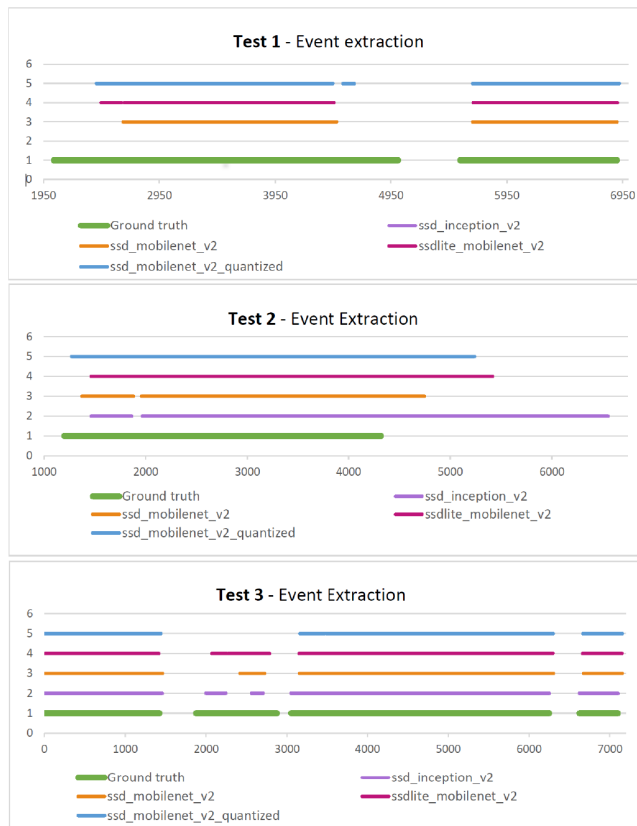 Test 1 - Event extraction
6
5
4
3
2
1
0
1950 2950 3950 4950 5950 6950
Ground truth ssd_inception_v2
ssd_mobilenet_v2 ssdlite_mobilenet_v2
ssd_mobilenet_v2_quantized
Test 2 - Event Extraction
6
5
4
3
2
1
0
1000 2000 3000 4000 5000 6000
Ground truth ssd_inception_v2
ssd_mobilenet_v2 ssdlite_mobilenet_v2
ssd_mobilenet_v2_quantized
Test 3 - Event Extraction
6
5
4
3
2
1
0
0 1000 2000 3000 4000 5000 6000 7000
Ground truth ssd_inception_v2
ssd_mobilenet_v2 ssdlite_mobilenet_v2
ssd_mobilenet_v2_quantized